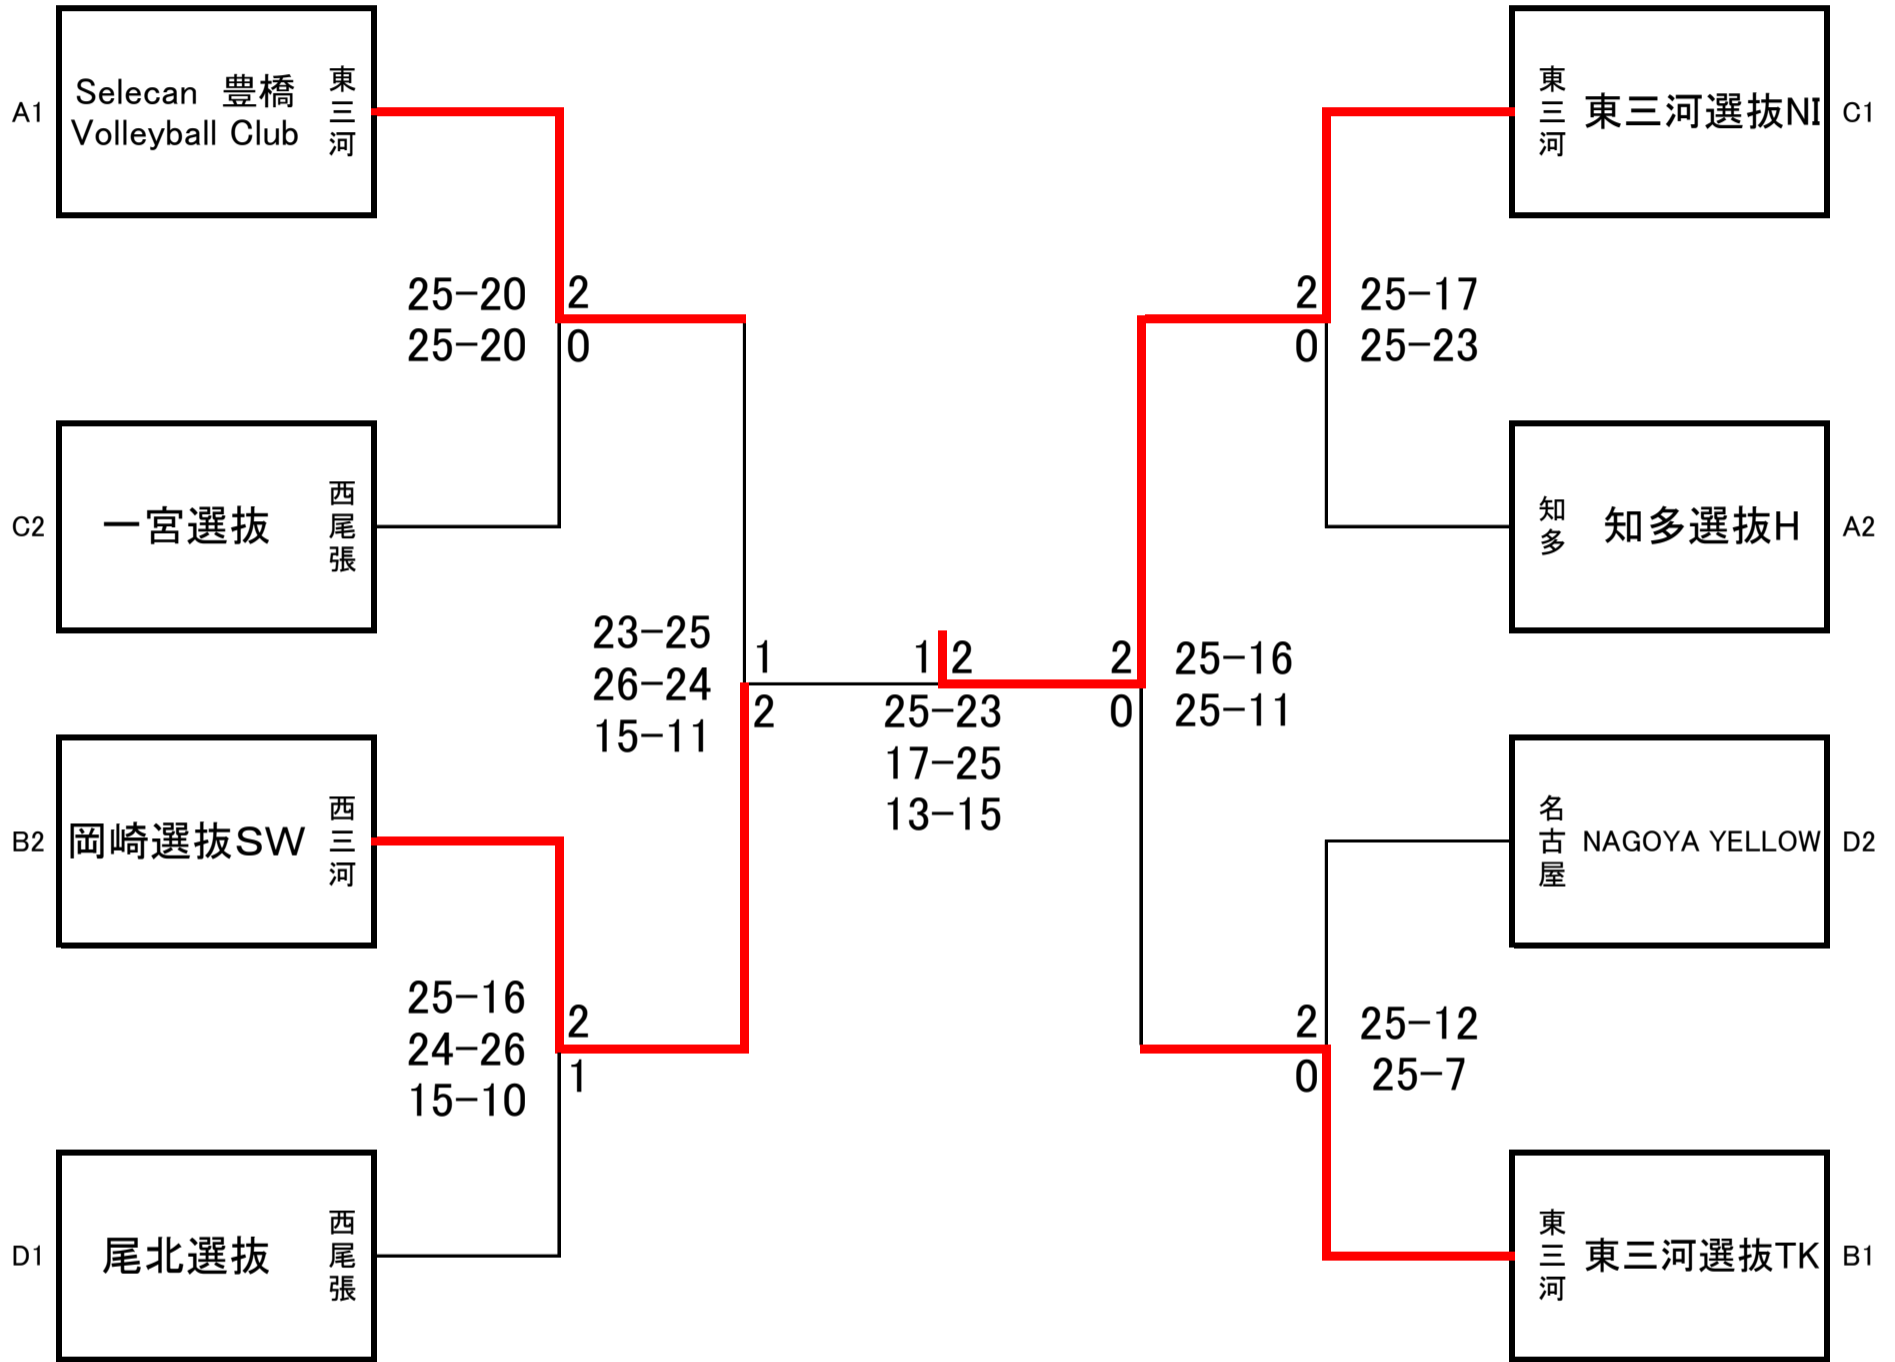 A1
Selecan 豊橋
Volleyball Club
東三河
25-20
25-20
2
0
C2
一宮選抜
西尾張
23-25
26-24
15-11
1
2
B2
岡崎選抜SW
西三河
25-16
24-26
15-10
2
1
D1
尾北選抜
西尾張
1
2
25-23
17-25
13-15
東三河
東三河選抜NI
C1
2
0
25-17
25-23
知多
知多選抜H
A2
2
0
25-16
25-11
名古屋
NAGOYA YELLOW
D2
2
0
25-12
25-7
東三河
東三河選抜TK
B1